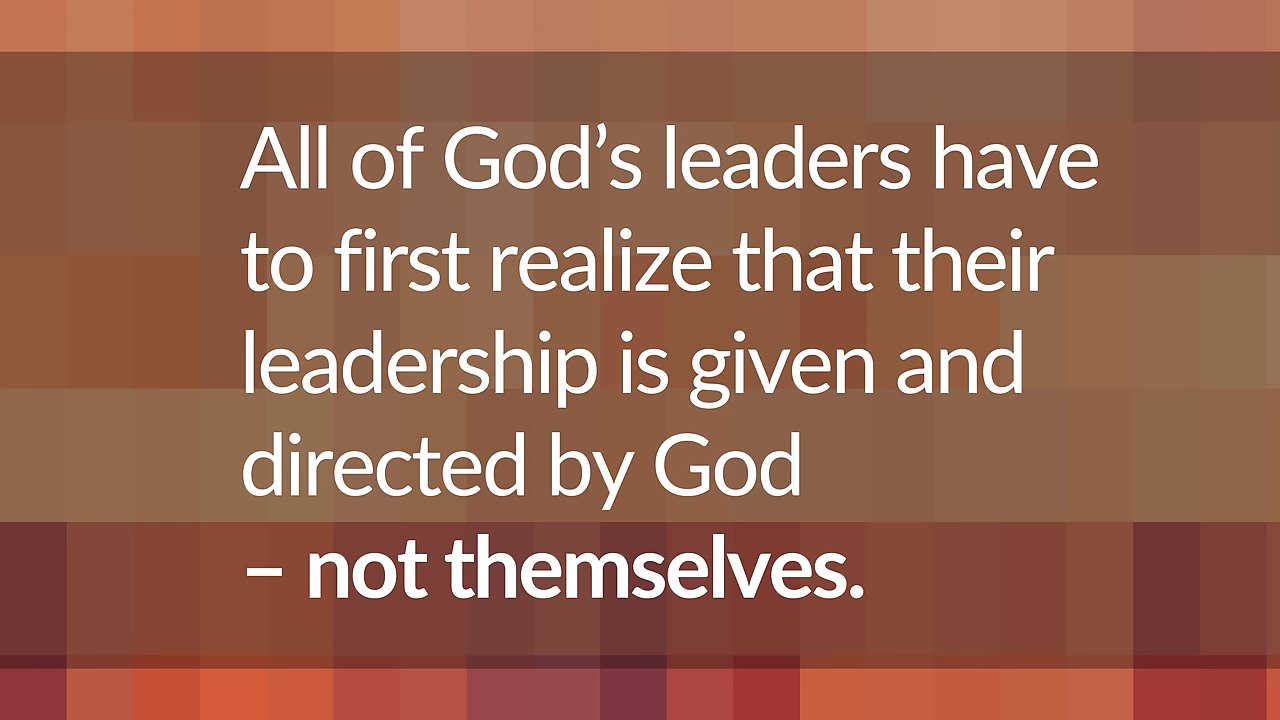 All of God’s leaders have
to first realize that their
leadership is given and
directed by God
– not themselves.